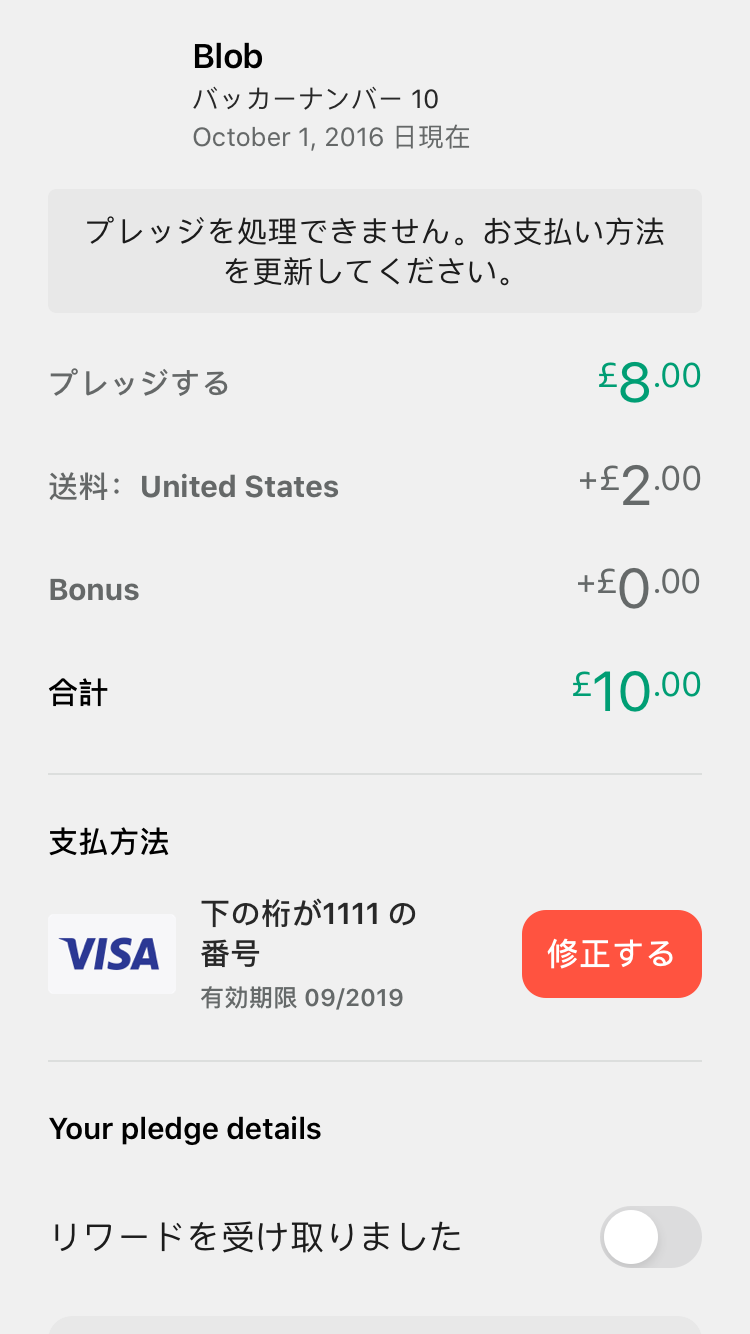 Blob
バッカーナンバー 10
October 1, 2016 日現在
プレッジを処理できません。お支払い方法
を更新してください。
プレッジする £8.00
送料： United States +£2.00
Bonus +£0.00
合計 £10.00
支払方法
VISA
下の桁が1111 の
番号
有効期限 09/2019
修正する
Your pledge details
リワードを受け取りました